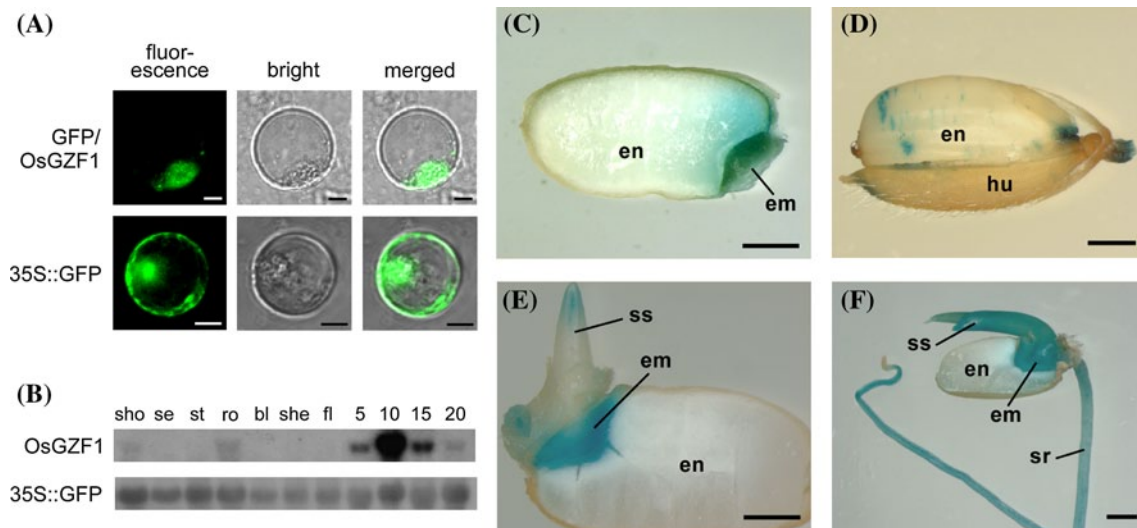 (A)
fluor-
escence bright merged
GFP/
OsGZF1
35S::GFP
(B)
sho se st ro bl she fl 5 10 15 20
OsGZF1
35S::GFP
(C)
en
em
(D)
en
hu
(E)
ss
em
en
(F)
ss
en
em
sr